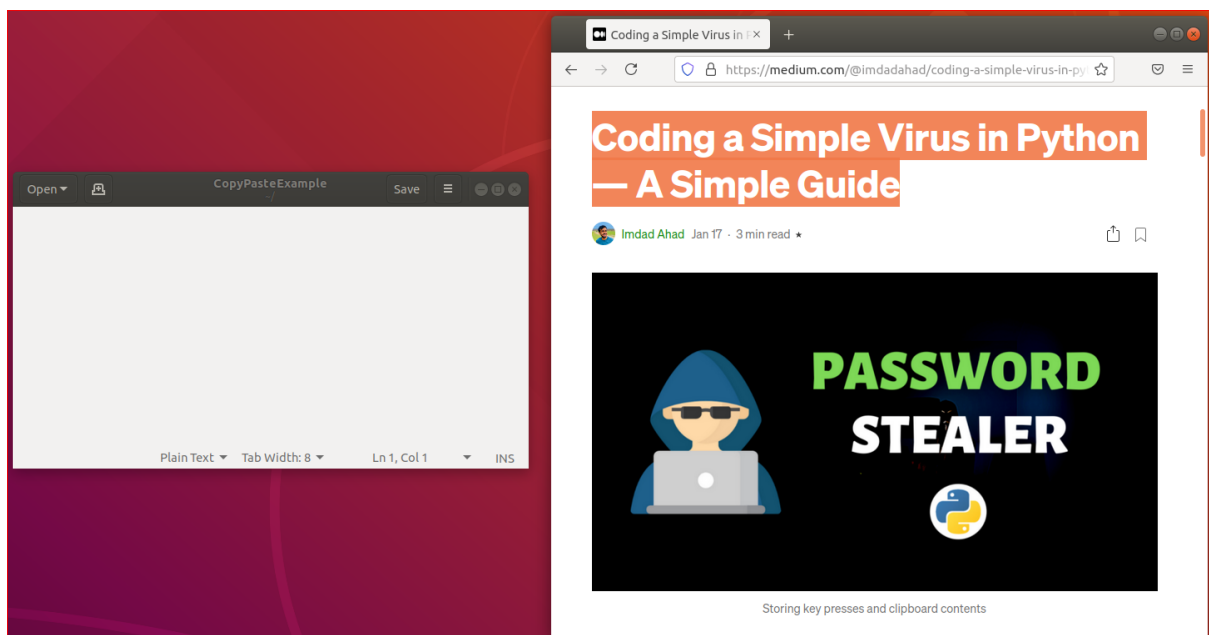 Open
CopyPasteExample
~/
Save
Plain Text
Tab Width: 8
Ln 1, Col 1
INS
Coding a Simple Virus in
https://medium.com/@imdadahad/coding-a-simple-virus-in-py
Coding a Simple Virus in Python
— A Simple Guide
Imdad Ahad Jan 17 · 3 min read
PASSWORD
STEALER
Storing key presses and clipboard contents